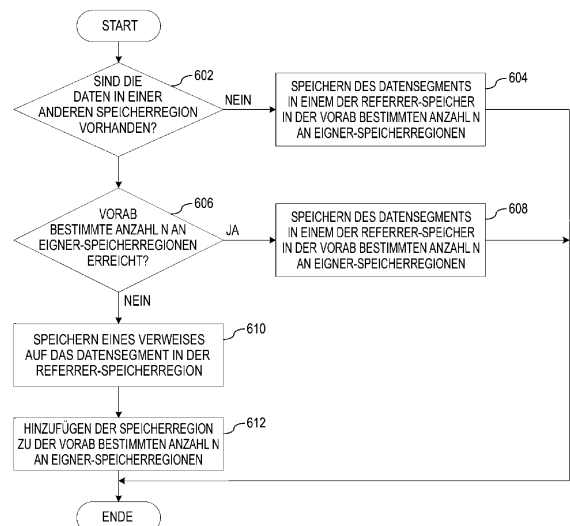 START
SIND DIE
DATEN IN EINER
ANDEREN SPEICHERREGION
VORHANDEN?
602
NEIN
SPEICHERN DES DATENSEGMENTS
IN EINEM DER REFERRER-SPEICHER
IN DER VORAB BESTIMMTEN ANZAHL N
AN EIGNER-SPEICHERREGIONEN
604
VORAB
BESTIMMTE ANZAHL N AN
EIGNER-SPEICHERREGIONEN
ERREICHT?
606
JA
SPEICHERN DES DATENSEGMENTS
IN EINEM DER REFERRER-SPEICHER
IN DER VORAB BESTIMMTEN ANZAHL N
AN EIGNER-SPEICHERREGIONEN
608
NEIN
SPEICHERN EINES VERWEISES
AUF DAS DATENSEGMENT IN DER
REFERRER-SPEICHERREGION
610
HINZUFÜGEN DER SPEICHERREGION
ZU DER VORAB BESTIMMTEN ANZAHL N
AN EIGNER-SPEICHERREGIONEN
612
ENDE